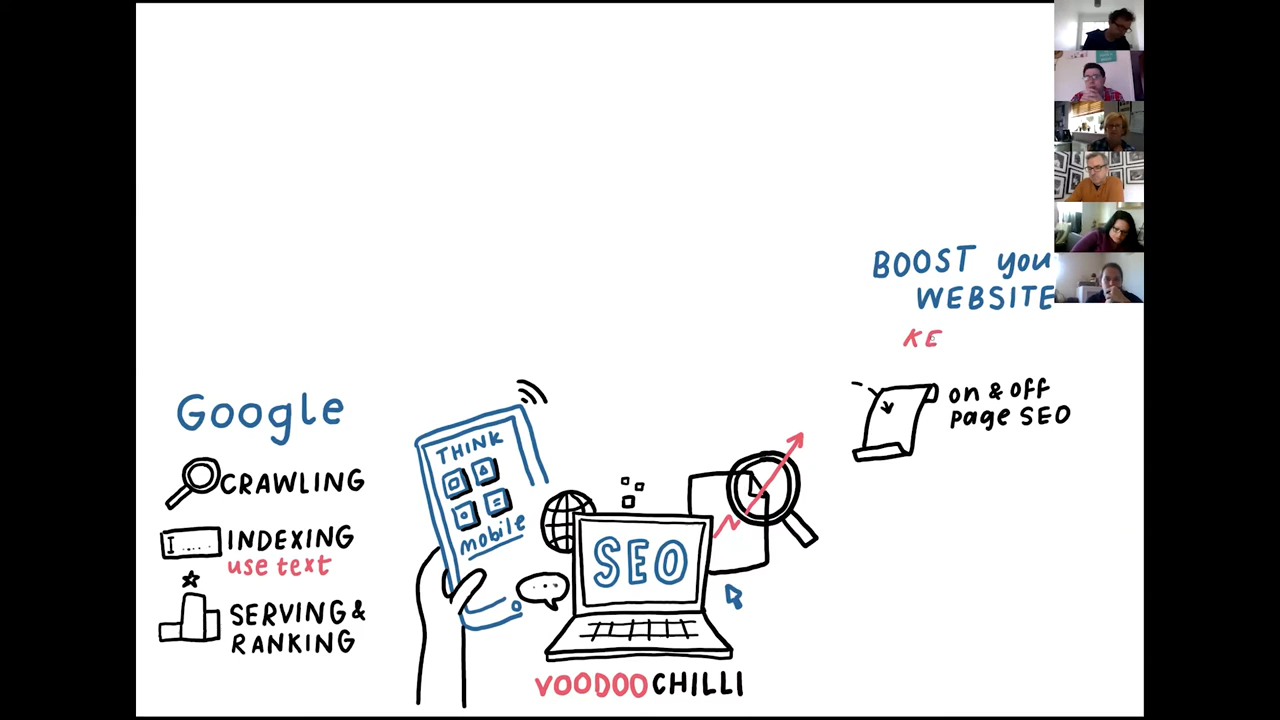 Google
CRAWLING
INDEXING
use text
SERVING &
RANKING
THINK
mobile
SEO
VOODOOCHILLI
BOOST you
WEBSITE
KE
on & off
page SEO